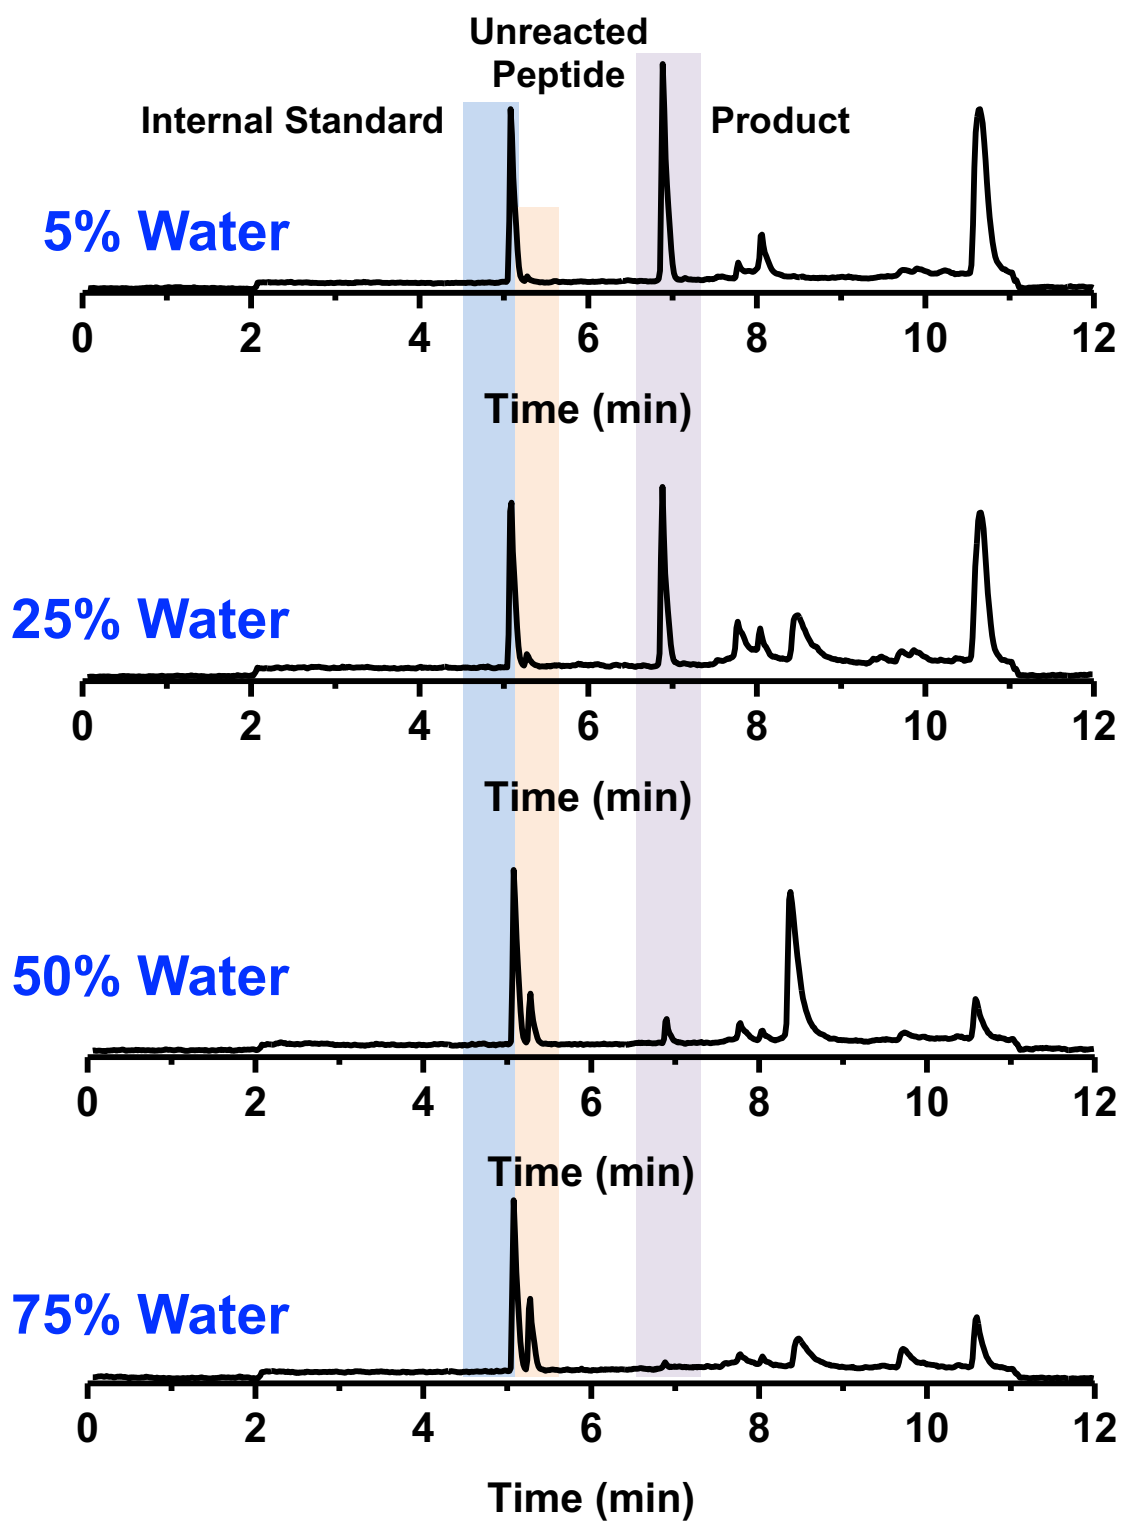 Unreacted
Peptide
Internal Standard
Product
5% Water
0 2 4 6 8 10 12
Time (min)
25% Water
0 2 4 6 8 10 12
Time (min)
50% Water
0 2 4 6 8 10 12
Time (min)
75% Water
0 2 4 6 8 10 12
Time (min)